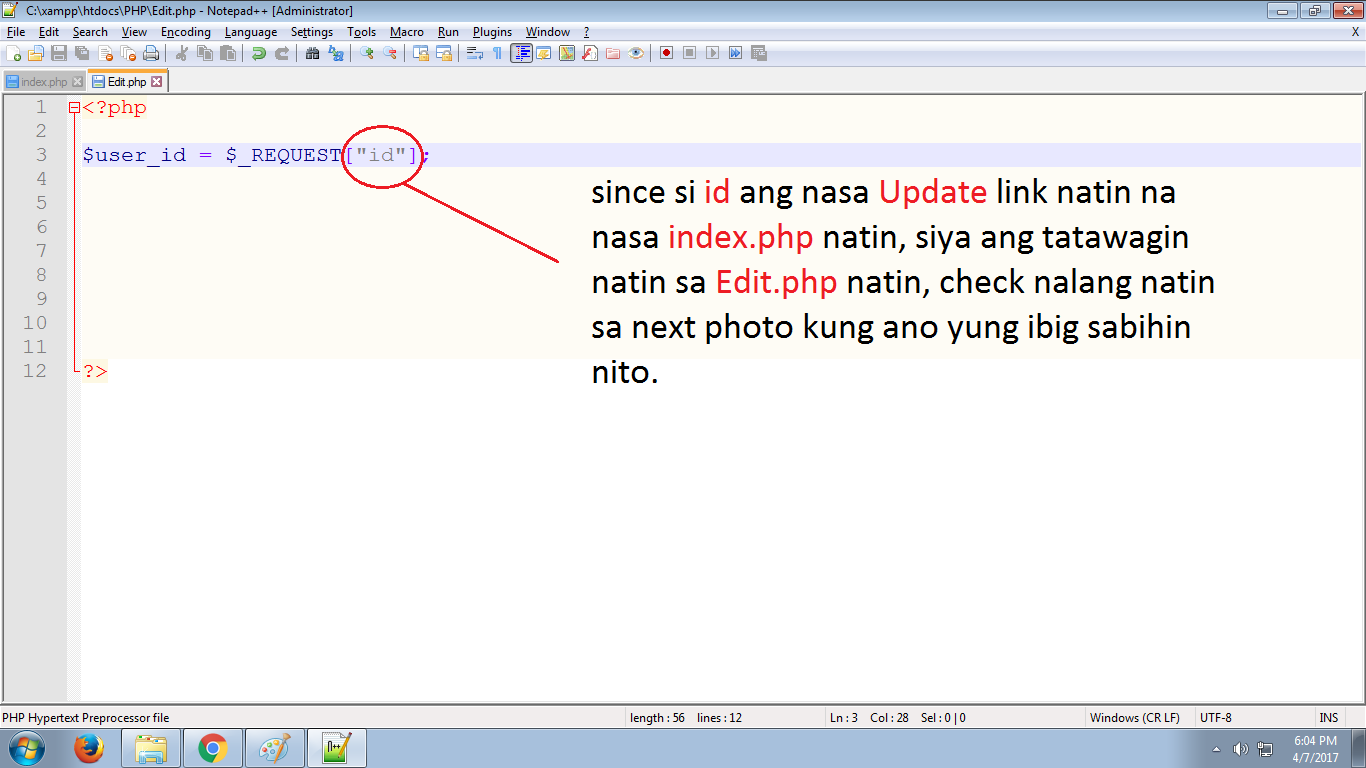 C:\xampp\htdocs\PHP\Edit.php - Notepad++ [Administrator]
File Edit Search View Encoding Language Settings Tools Macro Run Plugins Window ? X
index.php Edit.php
1 <?php
2
3 $user_id = $_REQUEST["id"];
4
5
6
7
8
9
10
11
12 ?>
since si id ang nasa Update link natin na
nasa index.php natin, siya ang tatawagin
natin sa Edit.php natin, check nalang natin
sa next photo kung ano yung ibig sabihin
nito.
PHP Hypertext Preprocessor file length : 56 lines : 12 Ln : 3 Col : 28 Sel : 0 | 0 Windows (CR LF) UTF-8 INS
6:04 PM
4/7/2017